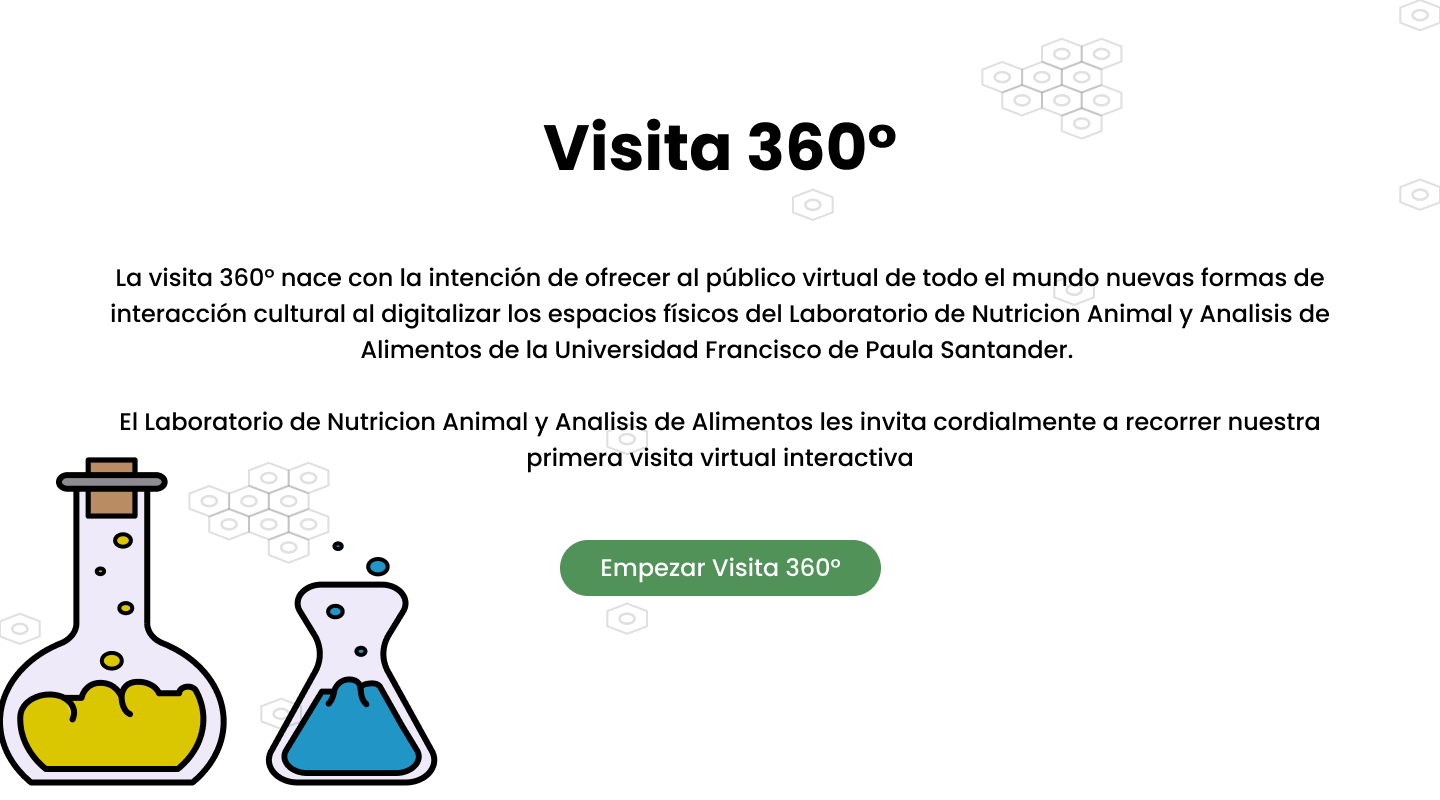 Visita 360°
La visita 360° nace con la intención de ofrecer al público virtual de todo el mundo nuevas formas de
interacción cultural al digitalizar los espacios físicos del Laboratorio de Nutricion Animal y Analisis de
Alimentos de la Universidad Francisco de Paula Santander.
El Laboratorio de Nutricion Animal y Analisis de Alimentos les invita cordialmente a recorrer nuestra
primera visita virtual interactiva
Empezar Visita 360°